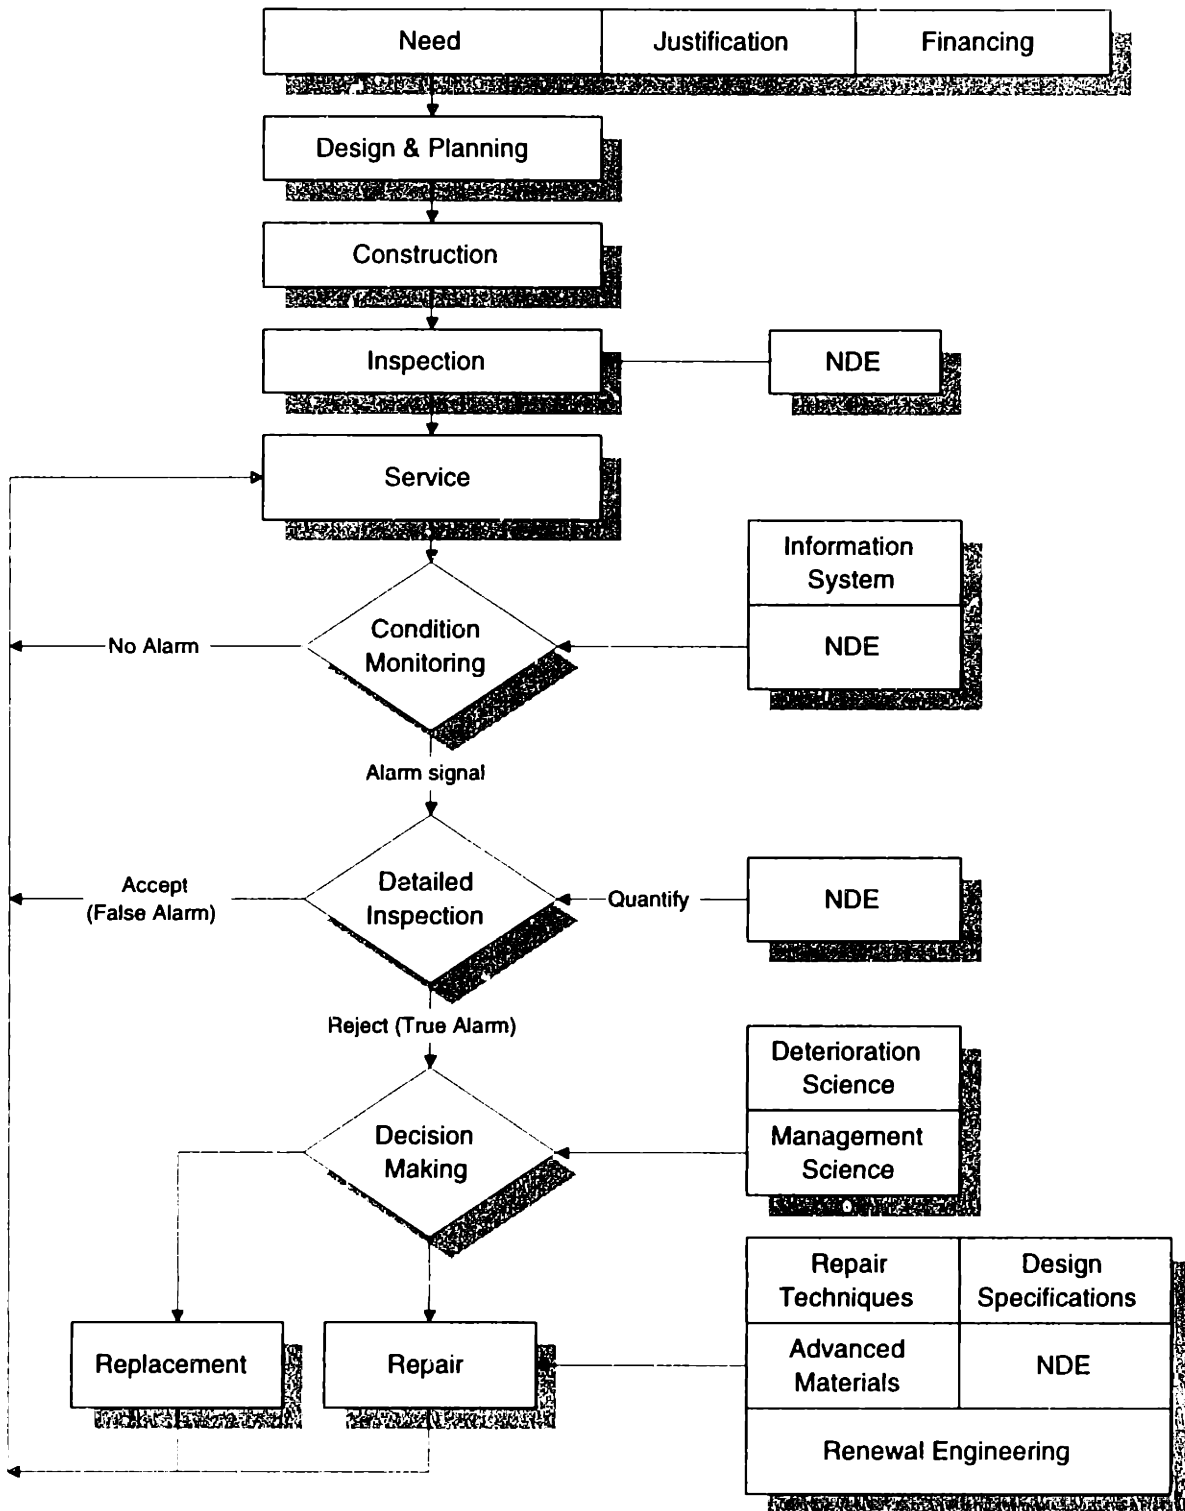 Need
Justification
Financing
Design & Planning
Construction
Inspection
NDE
Service
Information
System
NDE
Condition
Monitoring
No Alarm
Alarm signal
Detailed
Inspection
Accept
(False Alarm)
Quantify
NDE
Reject (True Alarm)
Deterioration
Science
Management
Science
Decision
Making
Repair
Techniques
Design
Specifications
Replacement
Repair
Advanced
Materials
NDE
Renewal Engineering